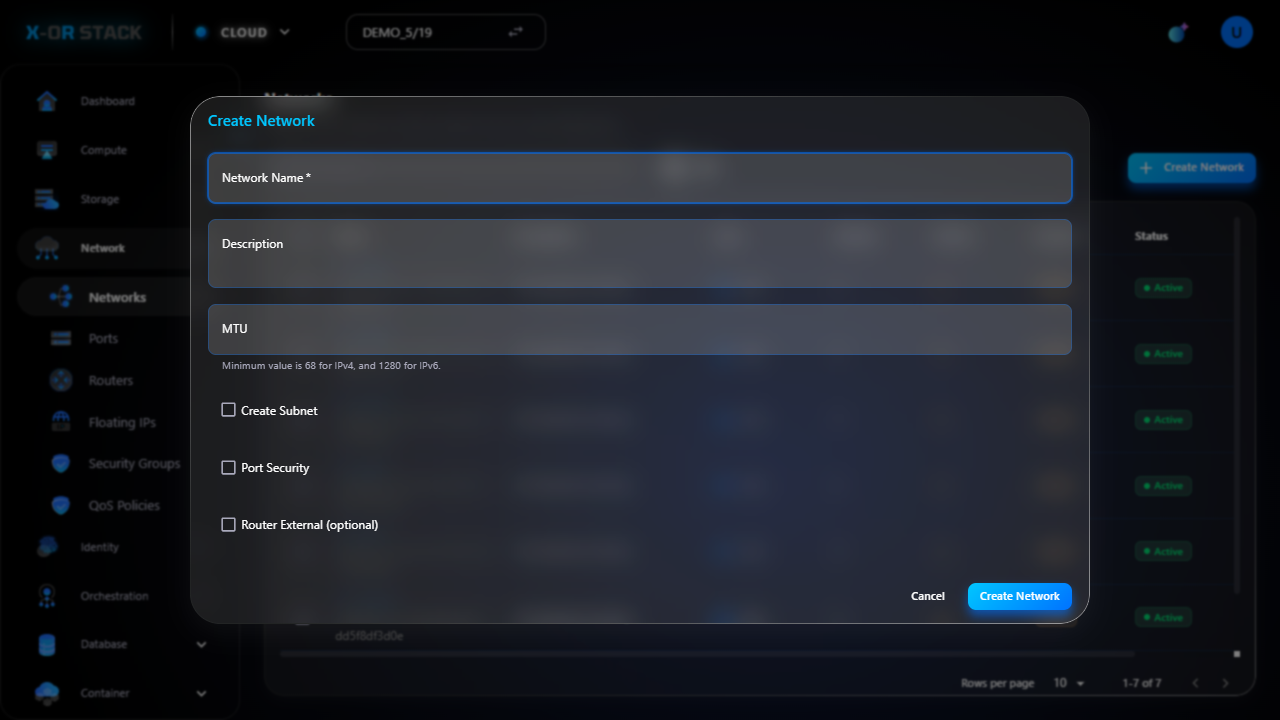 X-OR STACK
CLOUD
DEMO_5/19
U
Dashboard
Compute
Storage
Network
Networks
Ports
Routers
Floating IPs
Security Groups
QoS Policies
Identity
Orchestration
Database
Container
Networks
Create Network
Create Network
Network Name *
Description
MTU
Minimum value is 68 for IPv4, and 1280 for IPv6.
Create Subnet
Port Security
Router External (optional)
Cancel
Create Network
Status
Active
Active
Active
Active
Active
Active
dd5f8df3d0e
Rows per page 10 1-7 of 7